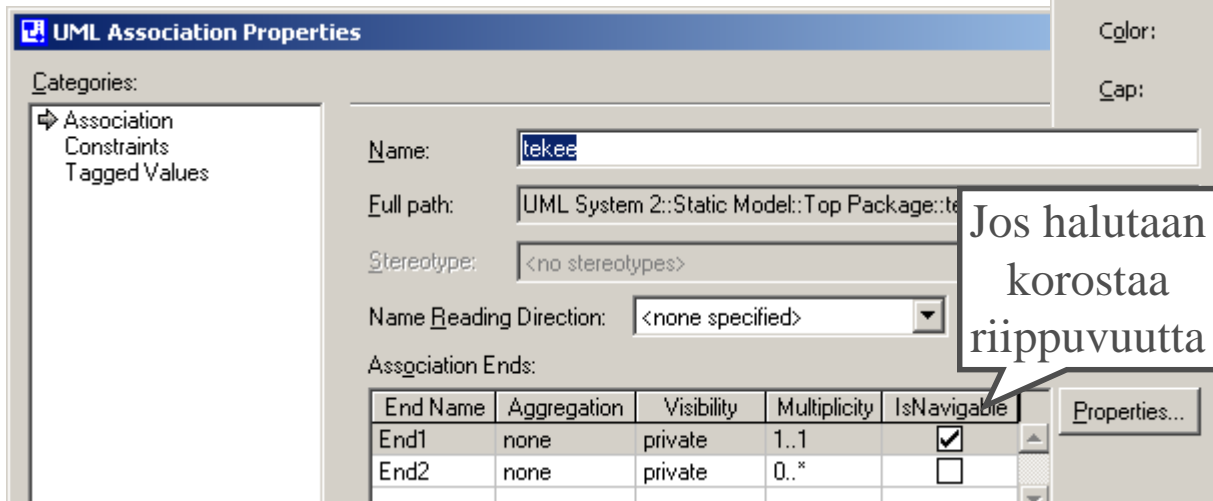 UML Association Properties
Color:
Cap:
Categories:
Association
Constraints
Tagged Values
Name: tekee
Full path: UML System 2::Static Model::Top Package::te
Stereotype: <no stereotypes>
Name Reading Direction: <none specified>
Jos halutaan
korostaa
riippuvuutta
Association Ends:
End Name Aggregation Visibility Multiplicity IsNavigable
End1 none private 1..1
End2 none private 0..*
Properties...